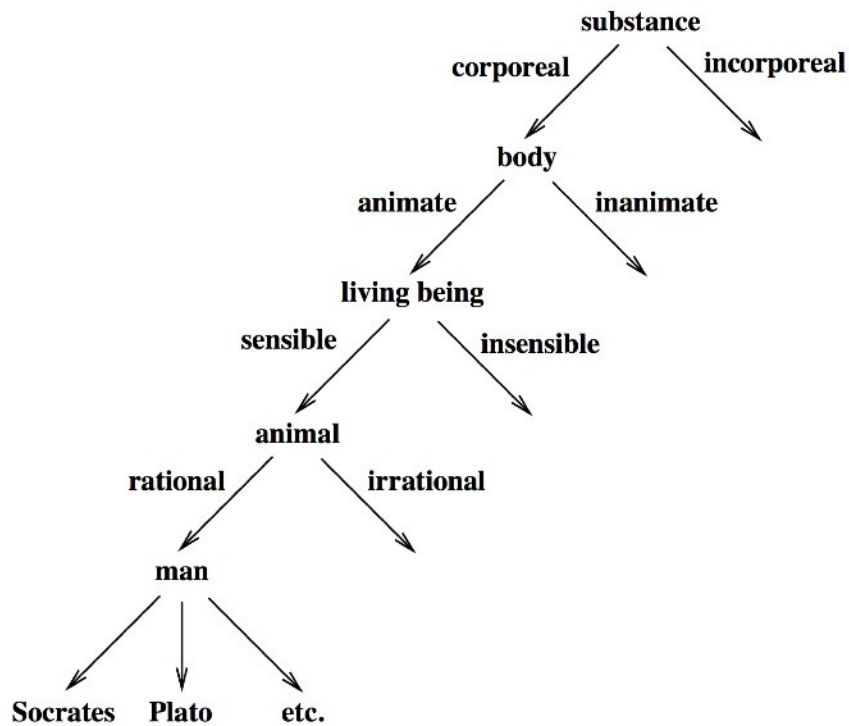 substance
corporeal incorporeal
body
animate inanimate
living being
sensible insensible
animal
rational irrational
man
Socrates Plato etc.